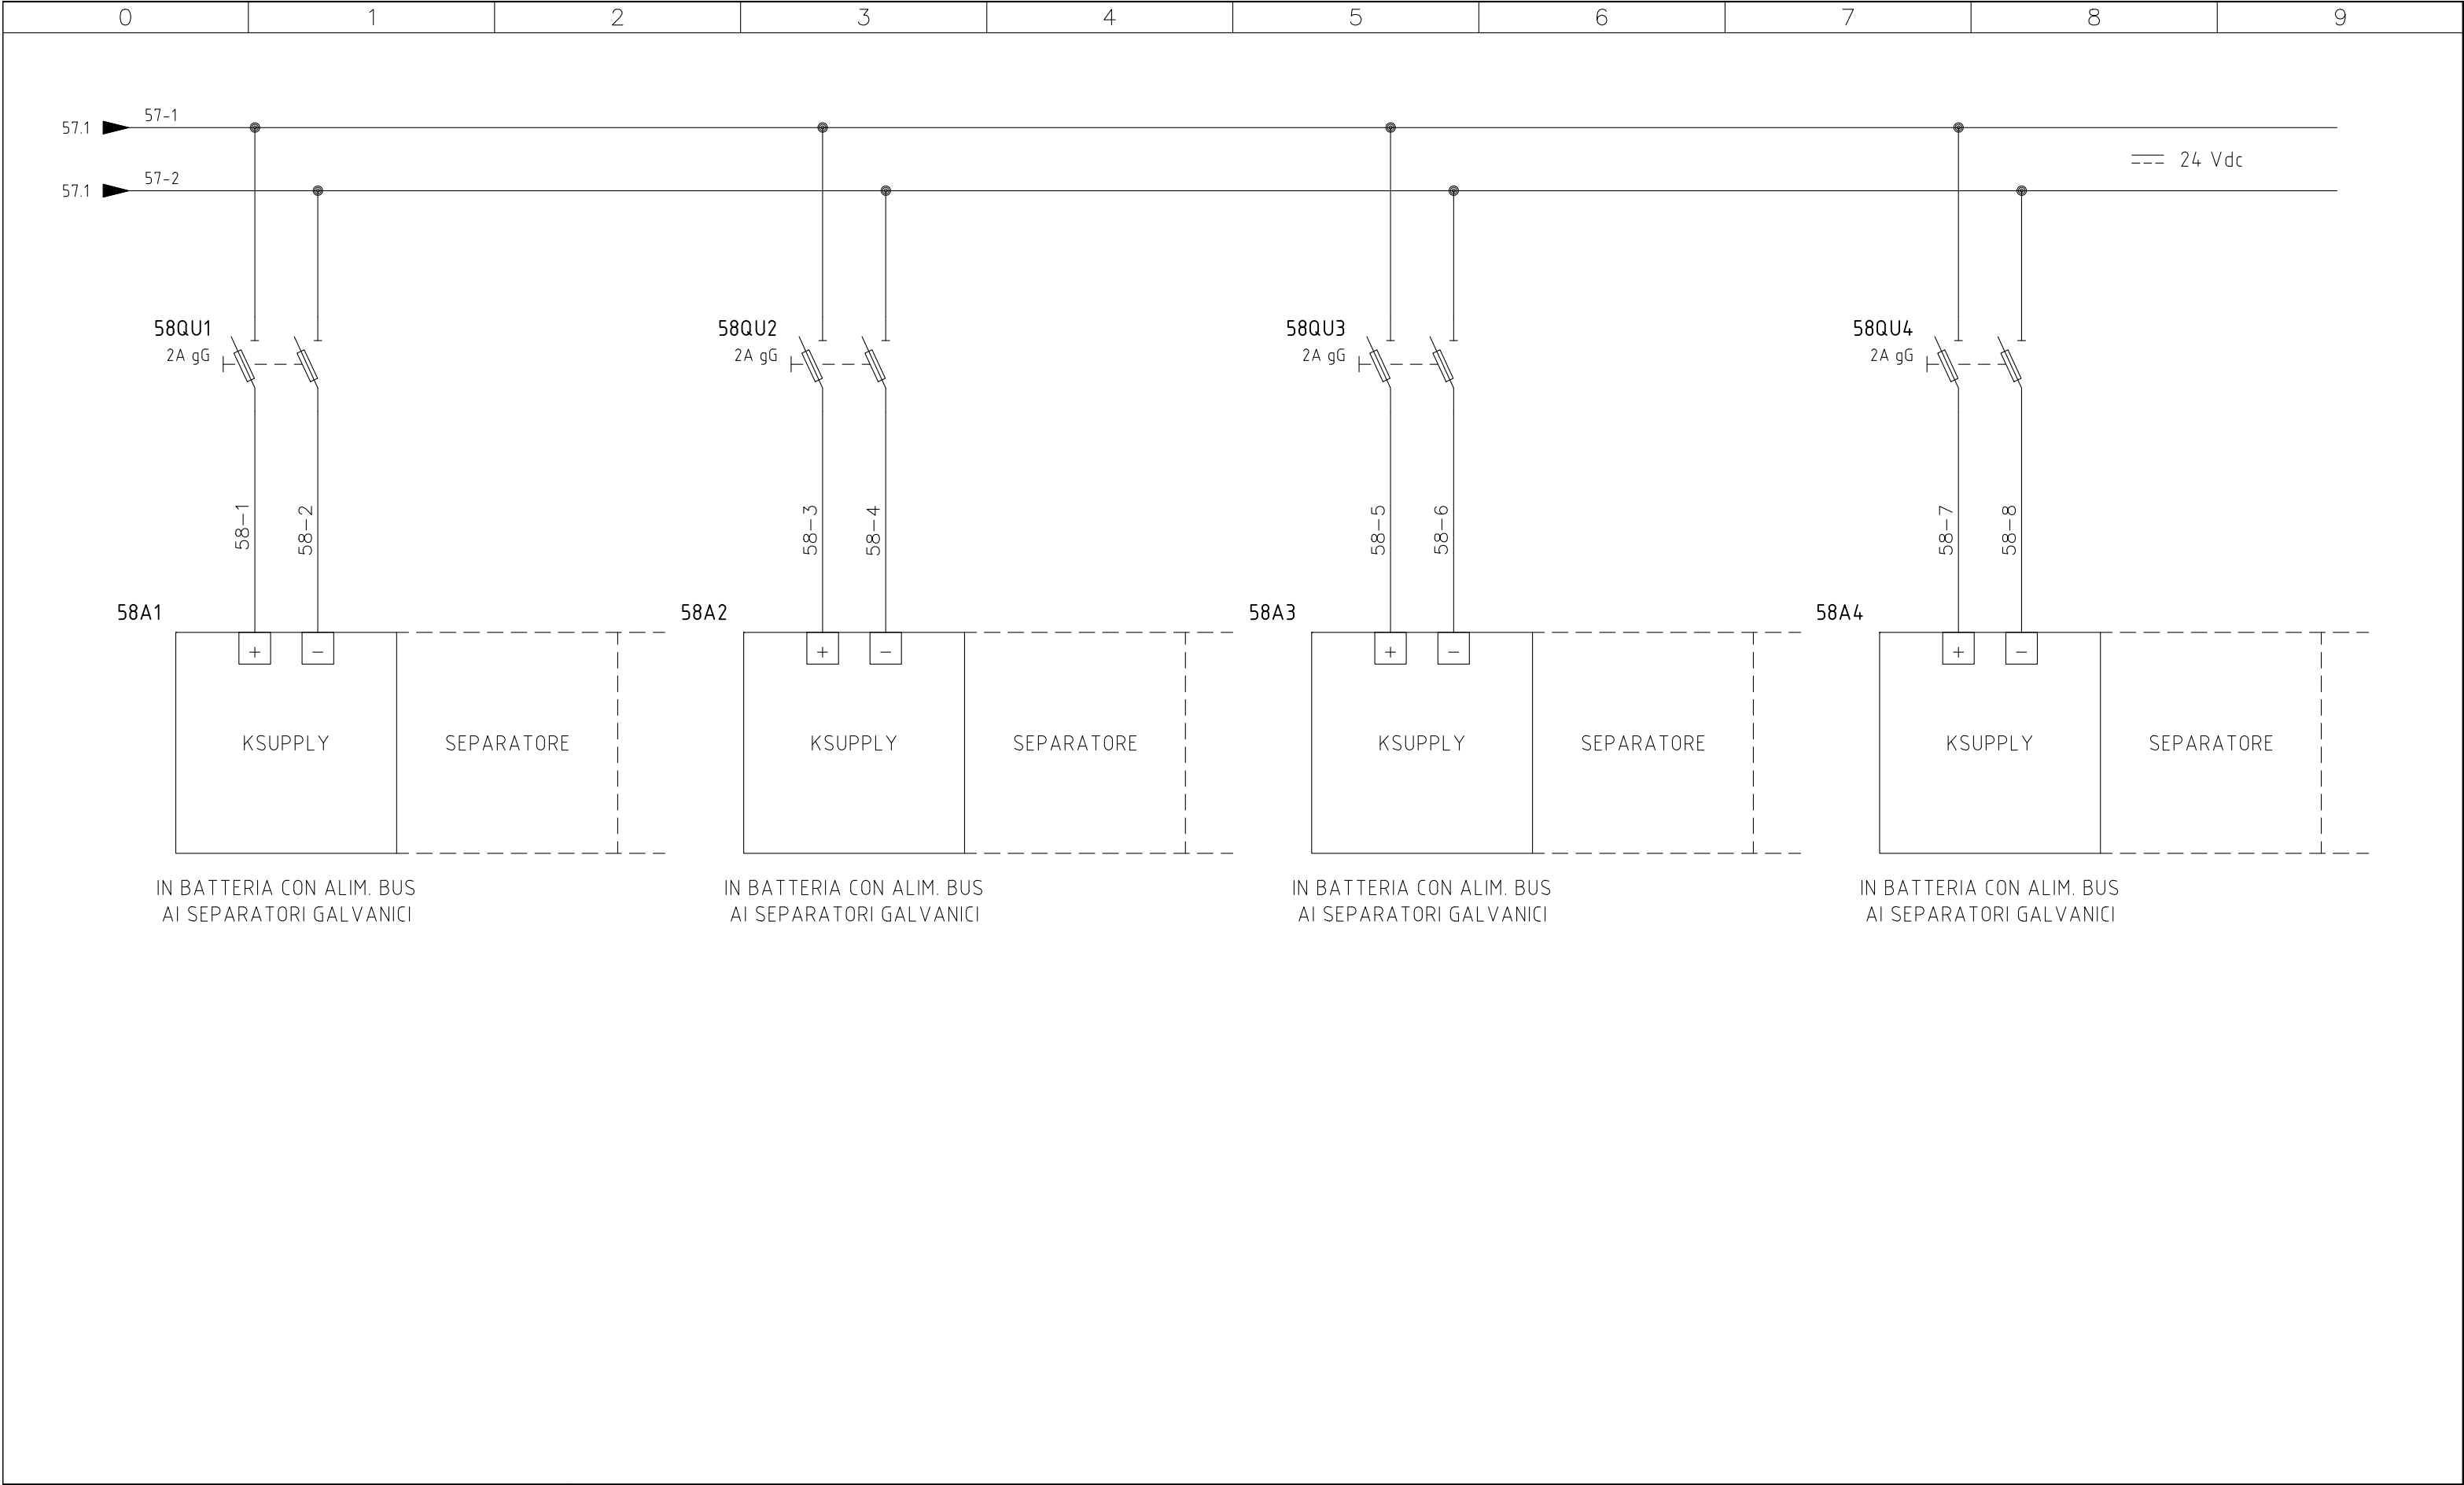 0 1 2 3 4 5 6 7 8 9
57.1 57-1
24 Vdc
57.1 57-2
58QU1 58QU2 58QU3 58QU4
2A gG 2A gG 2A gG 2A gG
58-1 58-2 58-3 58-4 58-5 58-6 58-7 58-8
58A1 58A2 58A3 58A4
+ - + - + - + -
KSUPPLY SEPARATORE KSUPPLY SEPARATORE KSUPPLY SEPARATORE KSUPPLY SEPARATORE
IN BATTERIA CON ALIM. BUS
AI SEPARATORI GALVANICI
IN BATTERIA CON ALIM. BUS
AI SEPARATORI GALVANICI
IN BATTERIA CON ALIM. BUS
AI SEPARATORI GALVANICI
IN BATTERIA CON ALIM. BUS
AI SEPARATORI GALVANICI